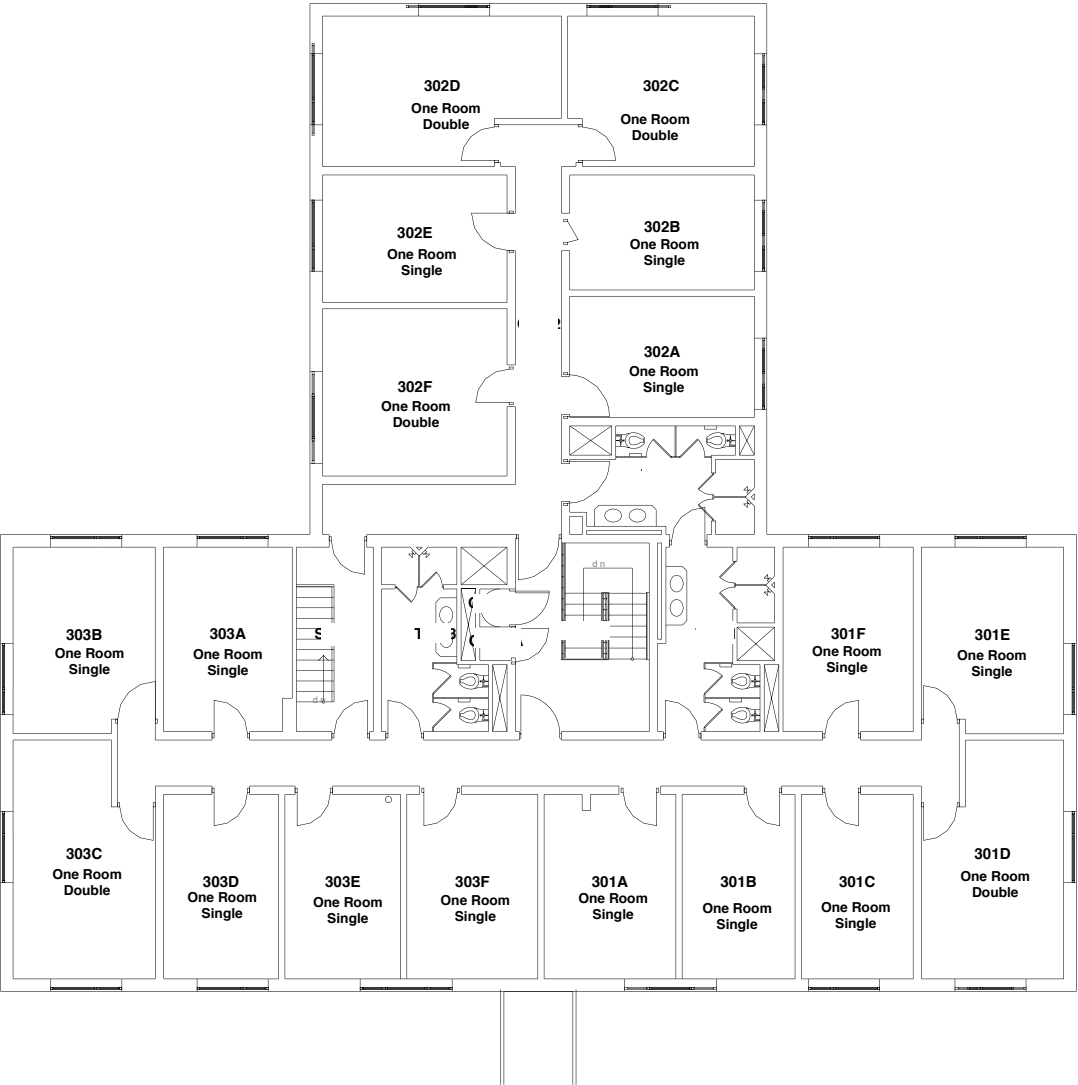 302D
One Room
Double
302C
One Room
Double
302E
One Room
Single
302B
One Room
Single
302A
One Room
Single
302F
One Room
Double
dn
303B
One Room
Single
303A
One Room
Single
301F
One Room
Single
301E
One Room
Single
303C
One Room
Double
303D
One Room
Single
303E
One Room
Single
303F
One Room
Single
301A
One Room
Single
301B
One Room
Single
301C
One Room
Single
301D
One Room
Double